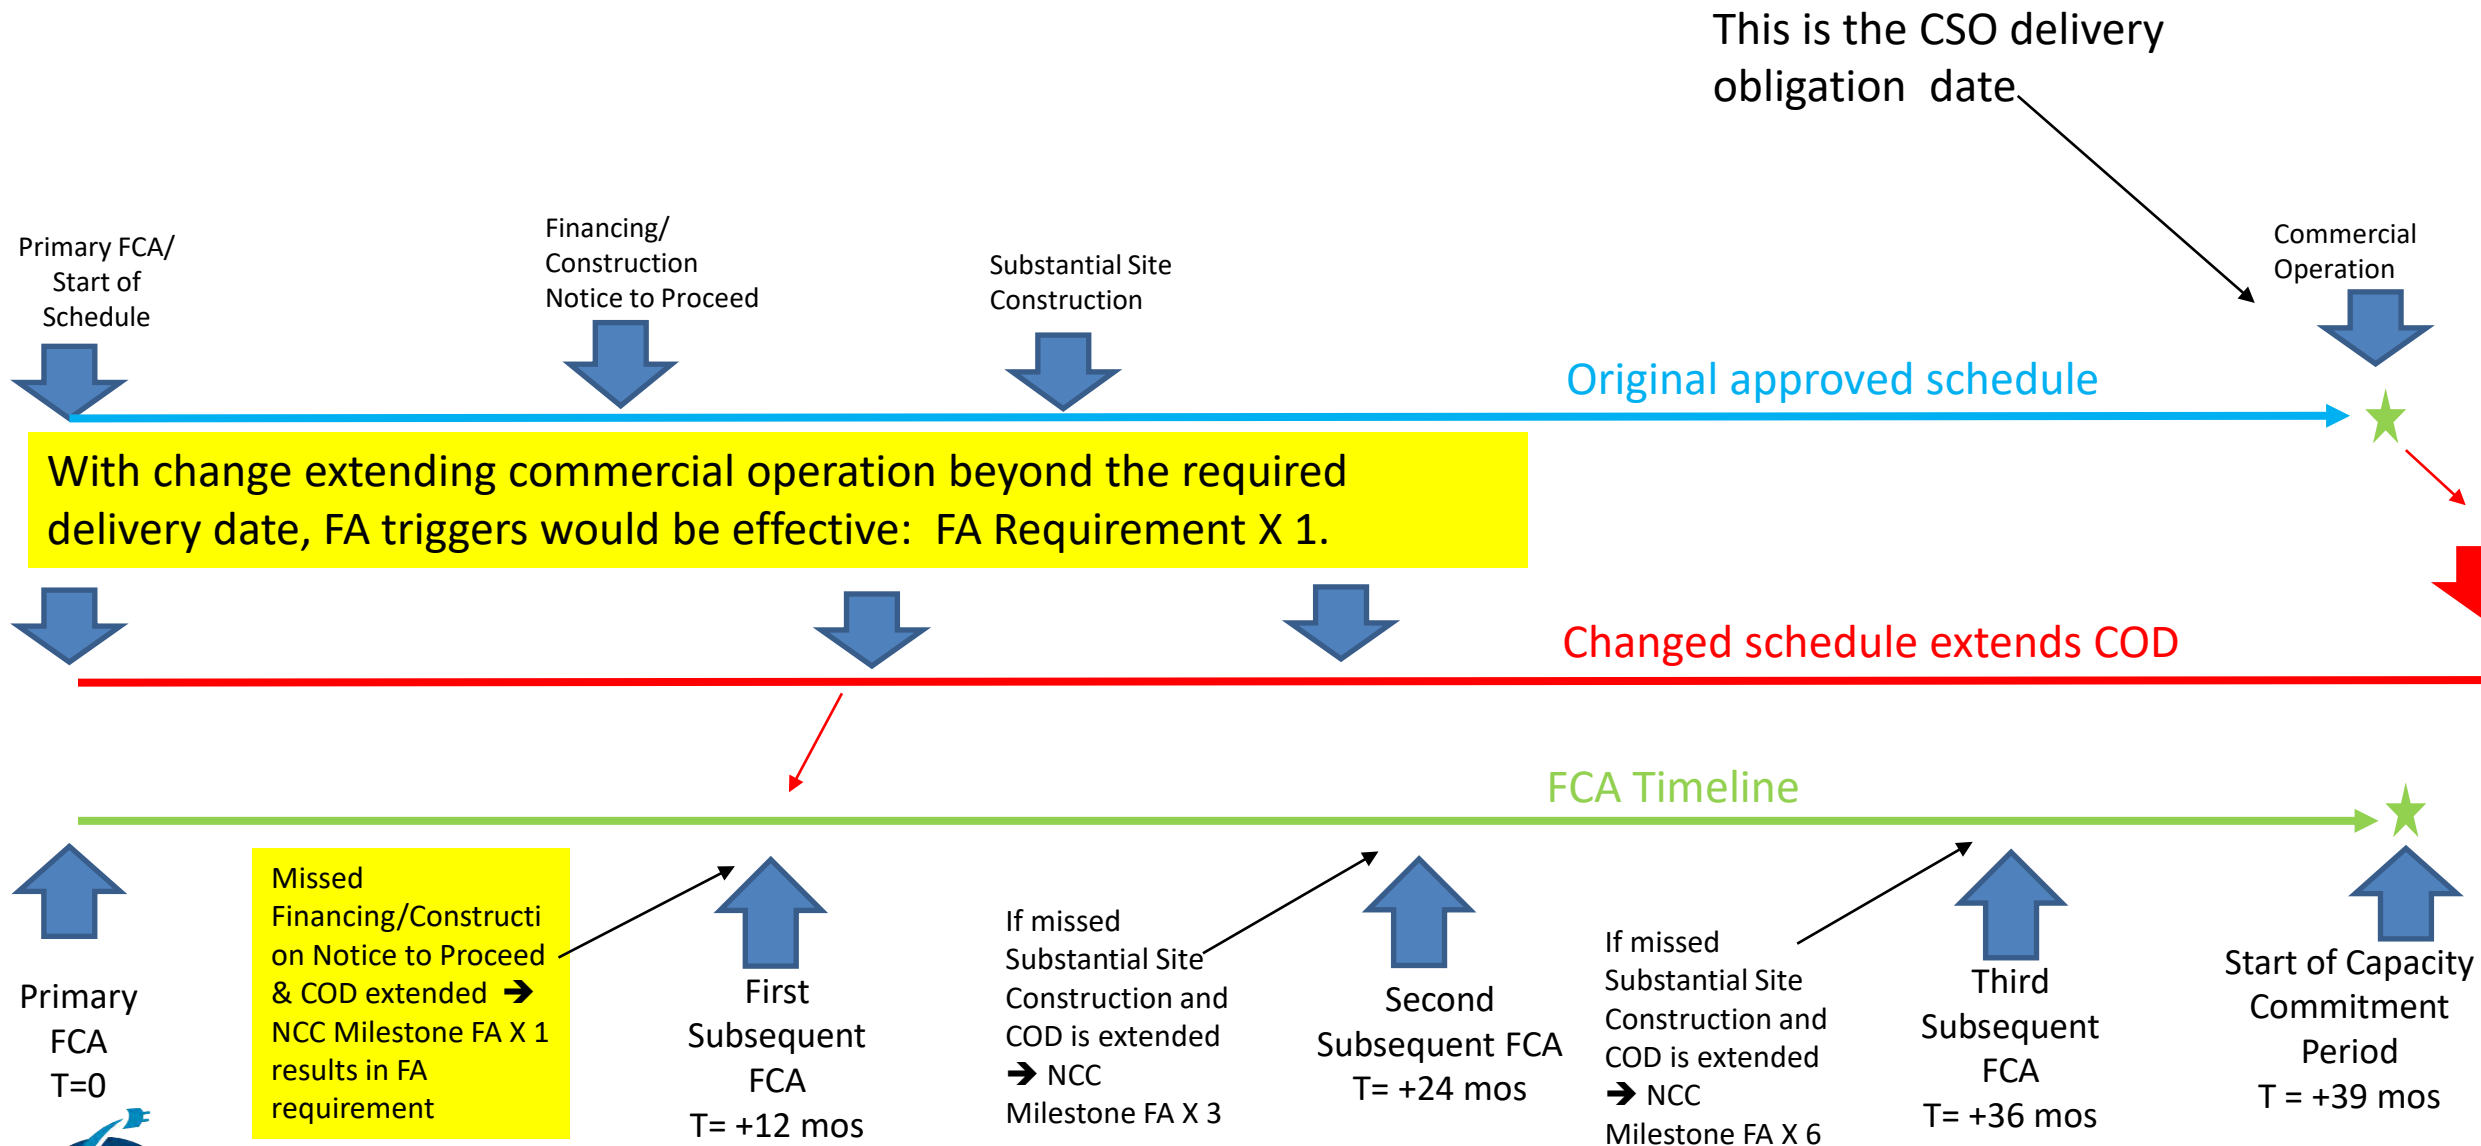 This is the CSO delivery
obligation date
Primary FCA/
Start of
Schedule
Financing/
Construction
Notice to Proceed
Substantial Site
Construction
Commercial
Operation
Original approved schedule
With change extending commercial operation beyond the required
delivery date, FA triggers would be effective: FA Requirement X 1.
Changed schedule extends COD
FCA Timeline
Primary
FCA
T=0
Missed
Financing/Constructi
on Notice to Proceed
& COD extended ➔
NCC Milestone FA X 1
results in FA
requirement
First
Subsequent
FCA
T= +12 mos
If missed
Substantial Site
Construction and
COD is extended
➔ NCC
Milestone FA X 3
Second
Subsequent FCA
T= +24 mos
If missed
Substantial Site
Construction and
COD is extended
➔ NCC
Milestone FA X 6
Third
Subsequent
FCA
T= +36 mos
Start of Capacity
Commitment
Period
T = +39 mos